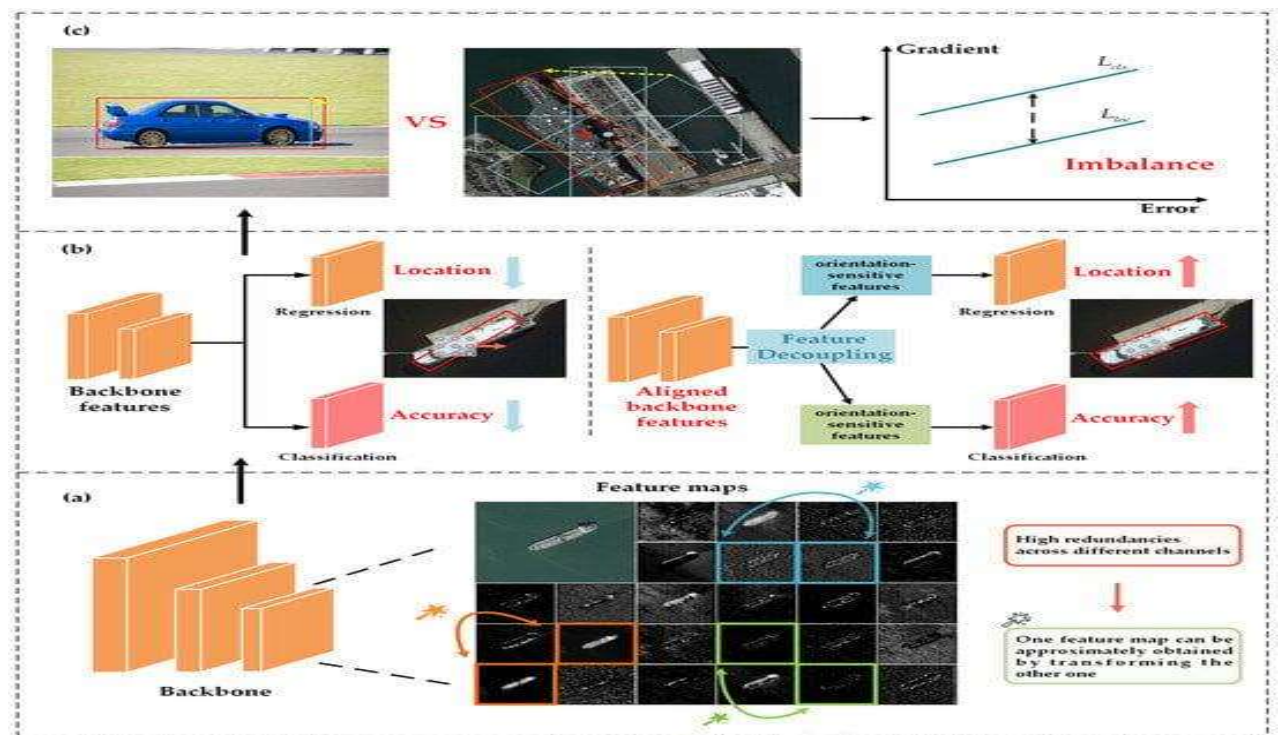 (c)
VS
Gradient
L_cls
L_loc
Imbalance
Error
(b)
Backbone
features
Regression
Location
Accuracy
Classification
Aligned
backbone
features
Feature
Decoupling
orientation-
sensitive
features
orientation-
sensitive
features
Regression
Location
Accuracy
Classification
(a)
Backbone
Feature maps
High redundancies
across different channels
One feature map can be
approximately obtained
by transforming the
other one